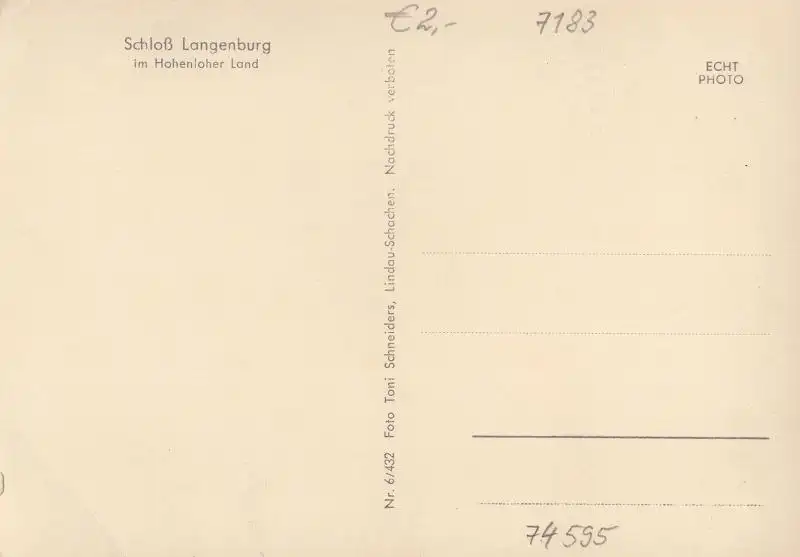 Schloß Langenburg
im Hohenloher Land
€2,-
7183
ECHT
PHOTO
Nr. 6/432 Foto Toni Schneiders, Lindau-Schachen. Nachdruck verboten
74595